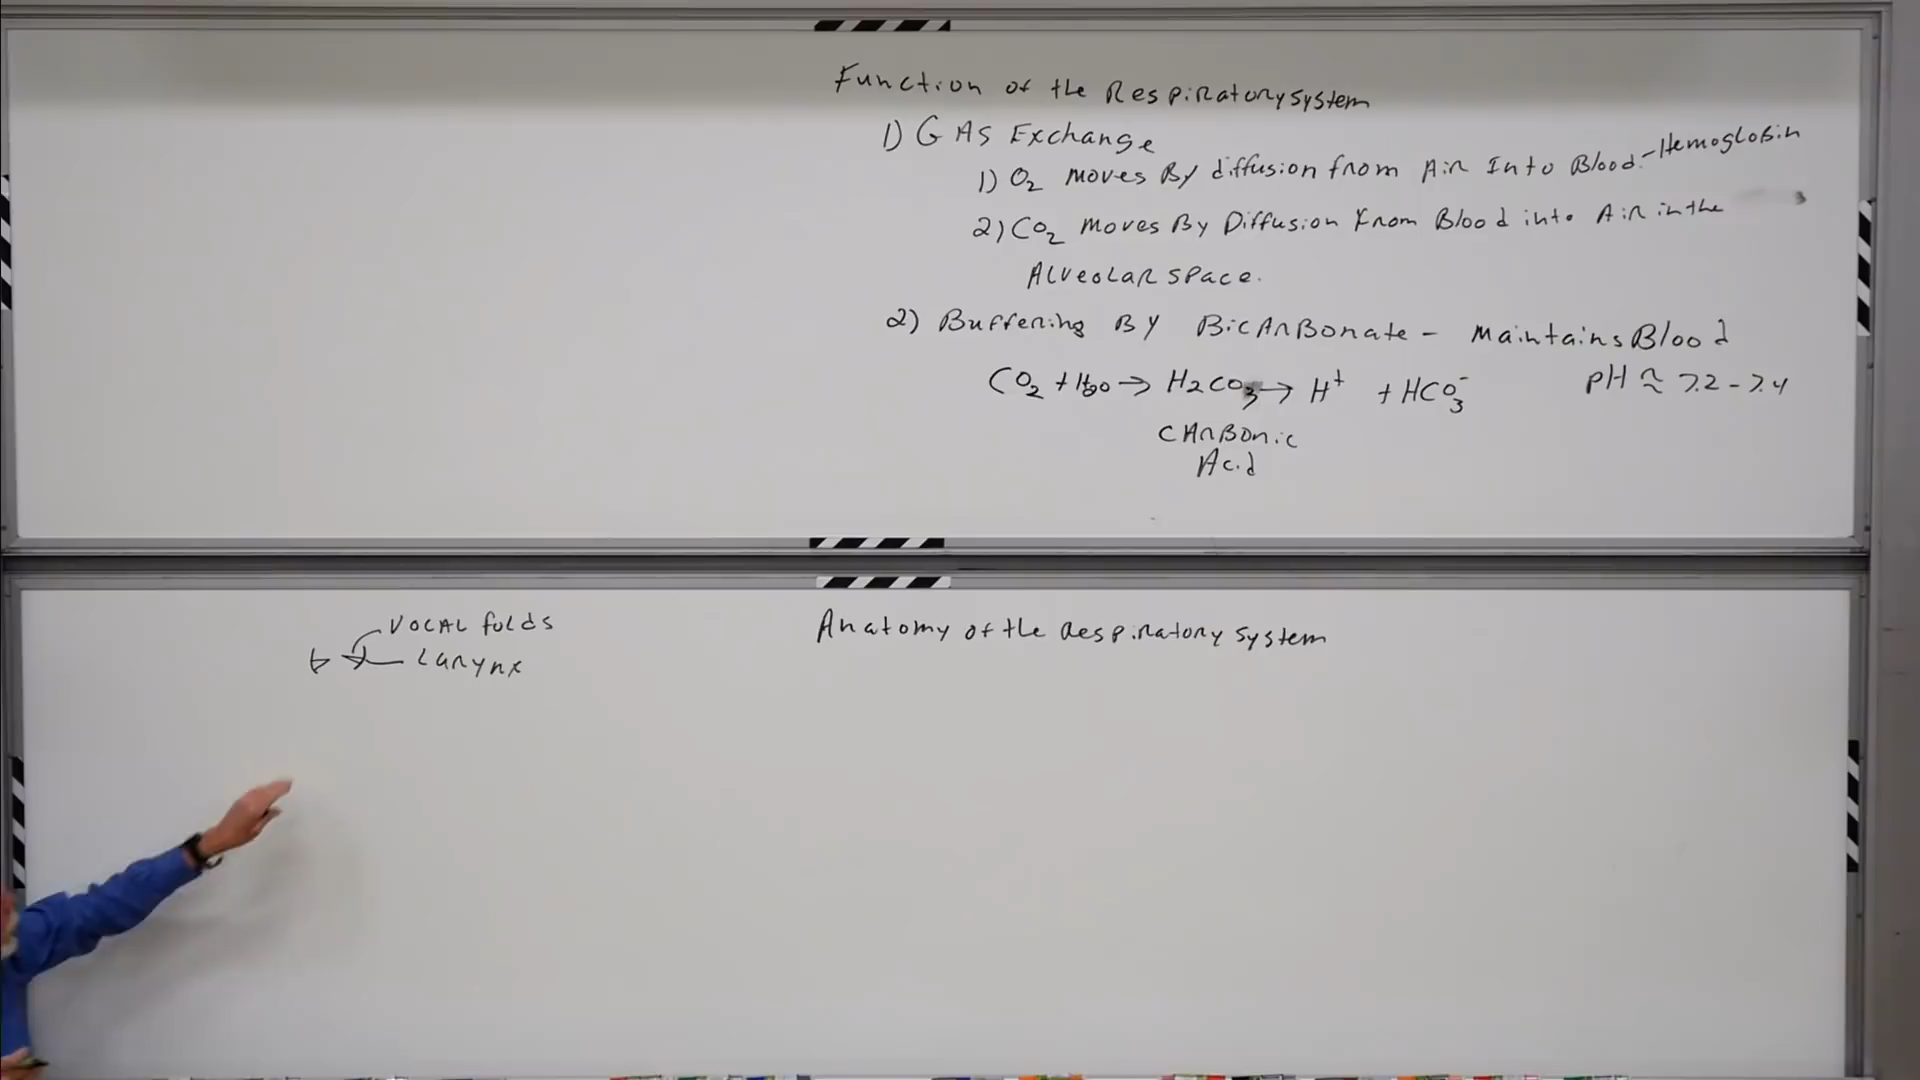 Function of the Respiratory system
1) GAS Exchange
1) O₂ moves By diffusion from Air Into Blood - Hemoglobin
2) CO₂ moves By Diffusion From Blood into Air in the
Alveolar space.
2) Buffering BY BicArBonate - maintains Blood
CO₂ + H₂O → H₂CO₃ → H⁺ + HCO₃⁻ pH ≈ 7.2 - 7.4
CArBonic
Acid
VOCAL folds
Larynx
Anatomy of the Respiratory system